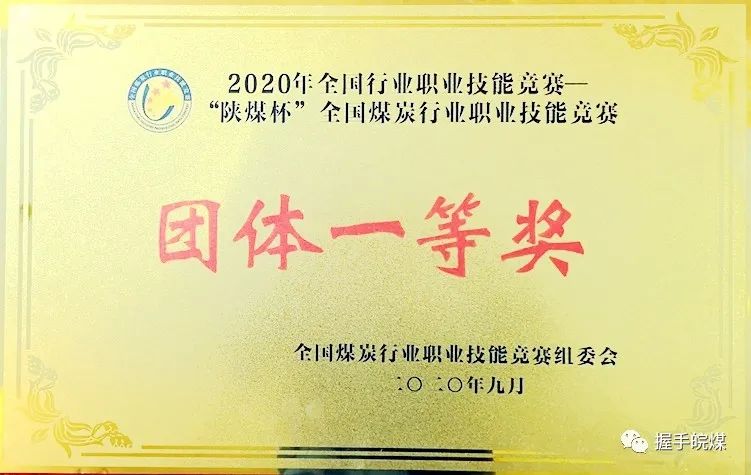 2020年全国行业职业技能竞赛—
“陕煤杯”全国煤炭行业职业技能竞赛
团体一等奖
全国煤炭行业职业技能竞赛组委会
二〇二〇年九月
握手皖煤